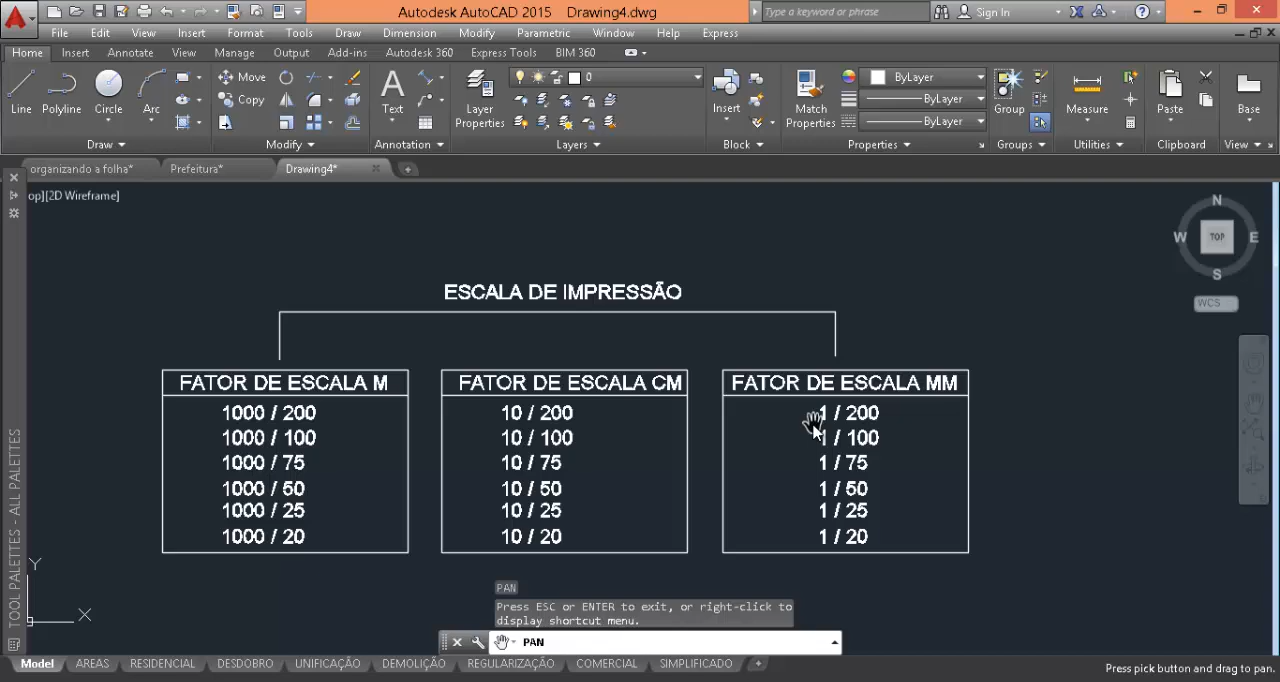 Autodesk AutoCAD 2015 Drawing4.dwg
Type a keyword or phrase
Sign In
File Edit View Insert Format Tools Draw Dimension Modify Parametric Window Help Express
Home Insert Annotate View Manage Output Add-ins Autodesk 360 Express Tools BIM 360
Move
0
ByLayer
Copy
ByLayer
Line Polyline Circle Arc Text Layer Properties Insert Match Properties Group Measure Paste Base
ByLayer
Draw Modify Annotation Layers Block Properties Groups Utilities Clipboard View
organizando a folha* Prefeitura* Drawing4*
op][2D Wireframe]
N
W TOP E
S
WCS
ESCALA DE IMPRESSÃO
FATOR DE ESCALA M FATOR DE ESCALA CM FATOR DE ESCALA MM
1000 / 200 10 / 200 1 / 200
1000 / 100 10 / 100 1 / 100
1000 / 75 10 / 75 1 / 75
1000 / 50 10 / 50 1 / 50
1000 / 25 10 / 25 1 / 25
1000 / 20 10 / 20 1 / 20
TOOL PALETTES - ALL PALETTES
Y
X
PAN
Press ESC or ENTER to exit, or right-click to
display shortcut menu.
PAN
Model AREAS RESIDENCIAL DESDOBRO UNIFICAÇÃO DEMOLIÇÃO REGULARIZAÇÃO COMERCIAL SIMPLIFICADO
Press pick button and drag to pan.